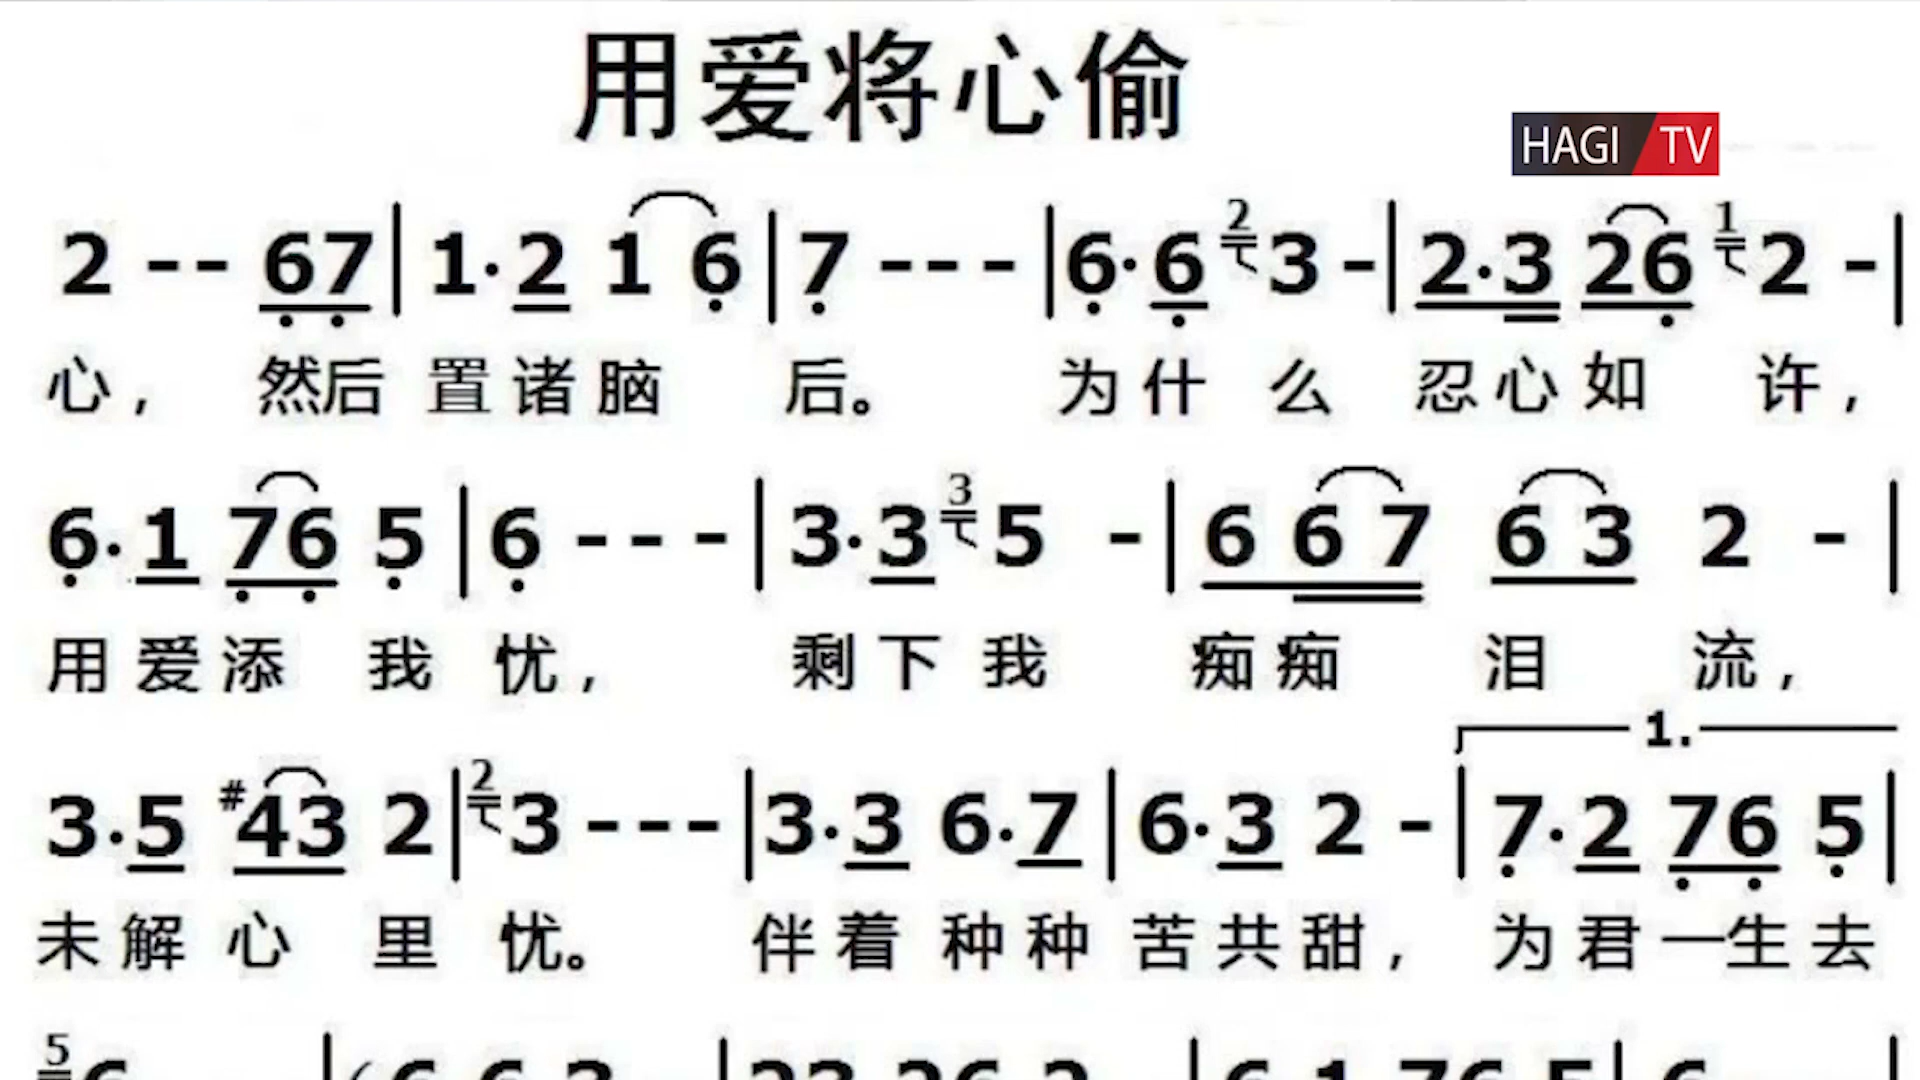 用爱将心偷
HAGI TV
2 - - 67 | 1·2 1 6 | 7 - - - | 6·6 2 3 - | 2·3 26 1 2 - |
心， 然后 置诸脑 后。 为什 么 忍心如 许，
6·1 76 5 | 6 - - - | 3·3 3 5 - | 6 6 7 6 3 2 - |
用爱添 我 忧， 剩下我 痴痴 泪 流，
1.
3·5 #43 2 | 2 3 - - - | 3·3 6·7 | 6·3 2 - | 7·2 76 5 |
未解心 里 忧。 伴着种种 苦共甜， 为君一生去